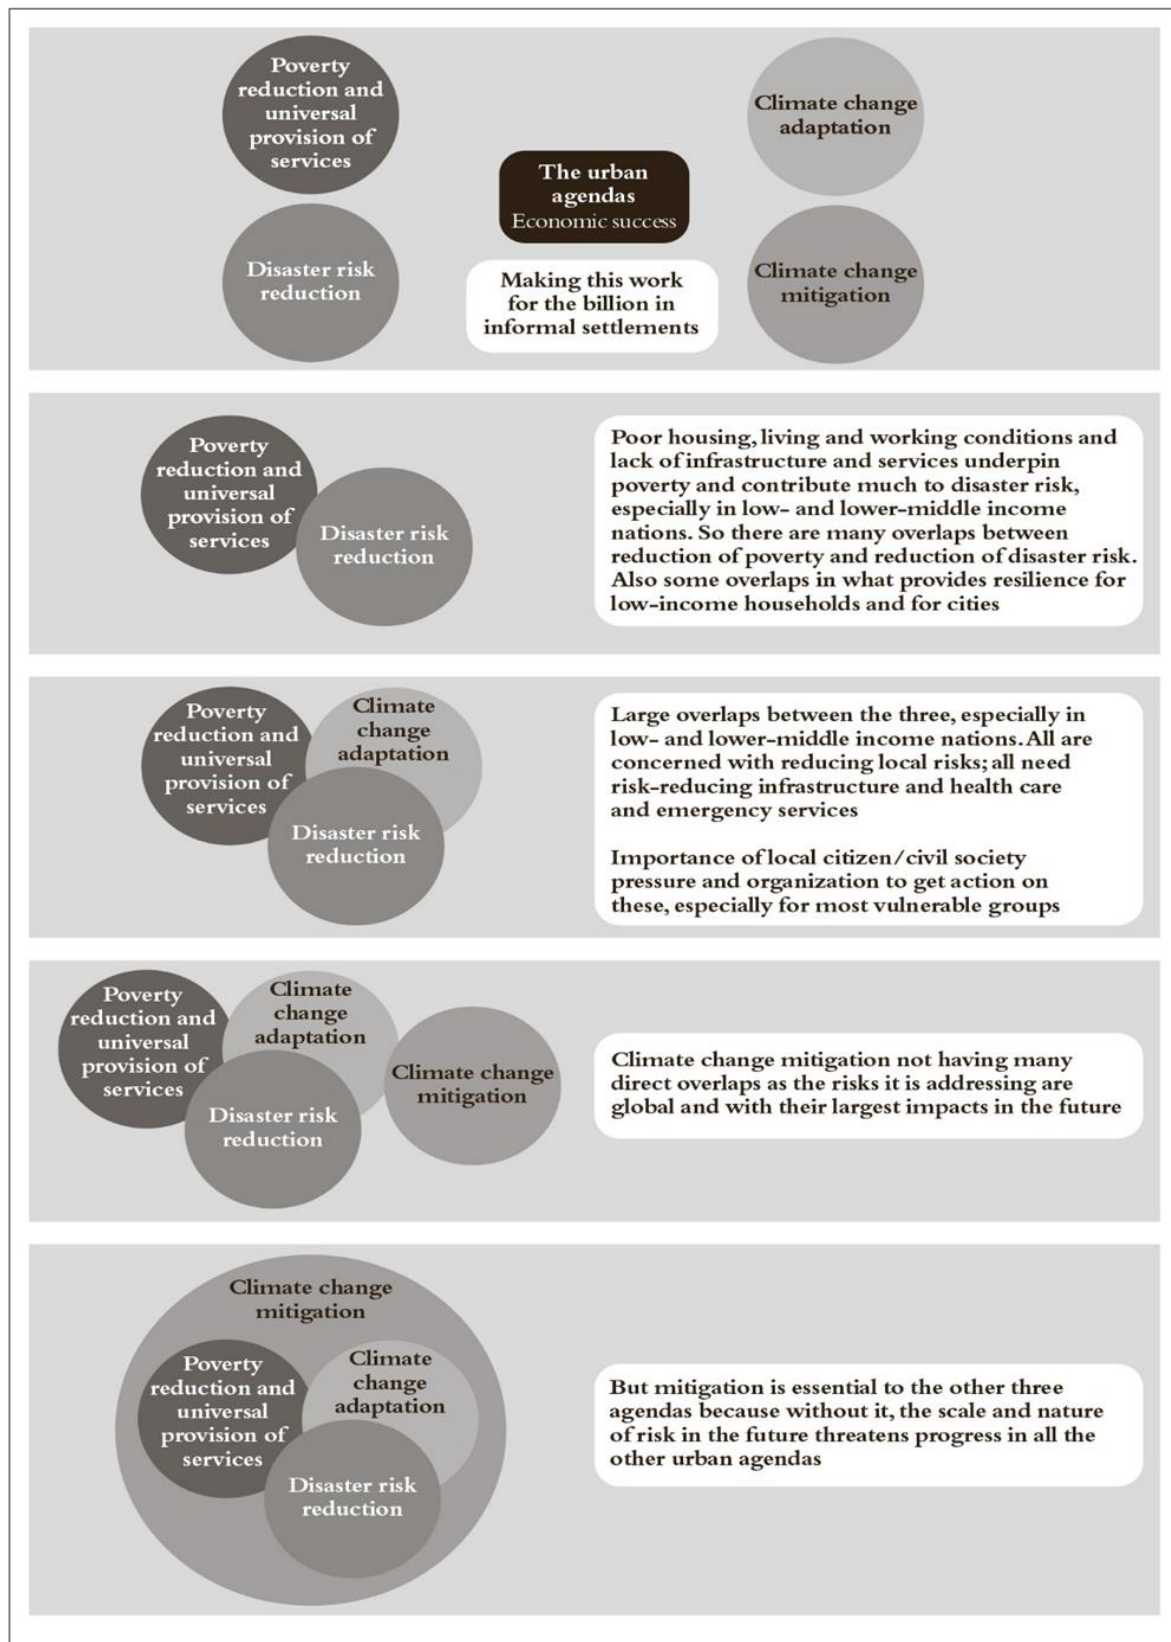 Poverty
reduction and
universal
provision of
services
Climate change
adaptation
The urban
agendas
Economic success
Disaster risk
reduction
Climate change
mitigation
Making this work
for the billion in
informal settlements
Poverty
reduction and
universal
provision of
services
Disaster risk
reduction
Poor housing, living and working conditions and
lack of infrastructure and services underpin
poverty and contribute much to disaster risk,
especially in low- and lower-middle income
nations. So there are many overlaps between
reduction of poverty and reduction of disaster risk.
Also some overlaps in what provides resilience for
low-income households and for cities
Poverty
reduction and
universal
provision of
services
Climate
change
adaptation
Disaster risk
reduction
Large overlaps between the three, especially in
low- and lower-middle income nations. All are
concerned with reducing local risks; all need
risk-reducing infrastructure and health care
and emergency services
Importance of local citizen/civil society
pressure and organization to get action on
these, especially for most vulnerable groups
Poverty
reduction and
universal
provision of
services
Climate
change
adaptation
Disaster risk
reduction
Climate change
mitigation
Climate change mitigation not having many
direct overlaps as the risks it is addressing are
global and with their largest impacts in the future
Climate change
mitigation
Poverty
reduction and
universal
provision of
services
Climate
change
adaptation
Disaster risk
reduction
But mitigation is essential to the other three
agendas because without it, the scale and nature
of risk in the future threatens progress in all the
other urban agendas